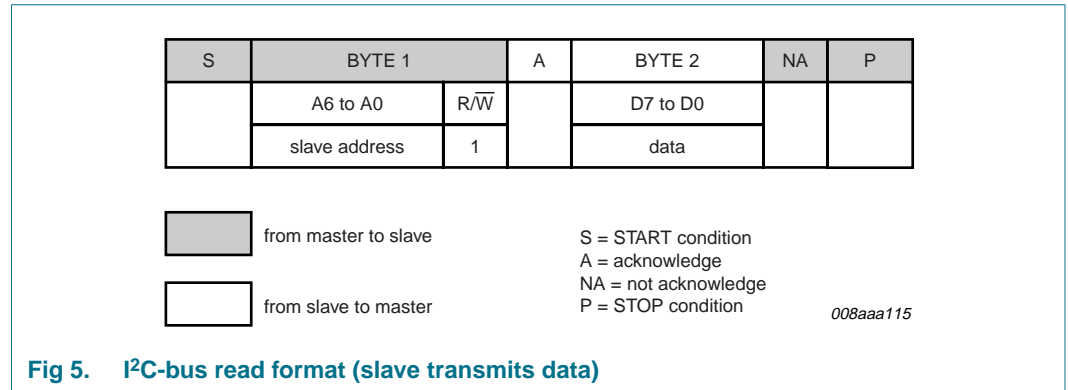 S BYTE 1 A BYTE 2 NA P
A6 to A0 R/W̅ D7 to D0
slave address 1 data
from master to slave
from slave to master
S = START condition
A = acknowledge
NA = not acknowledge
P = STOP condition
008aaa115
Fig 5. I²C-bus read format (slave transmits data)